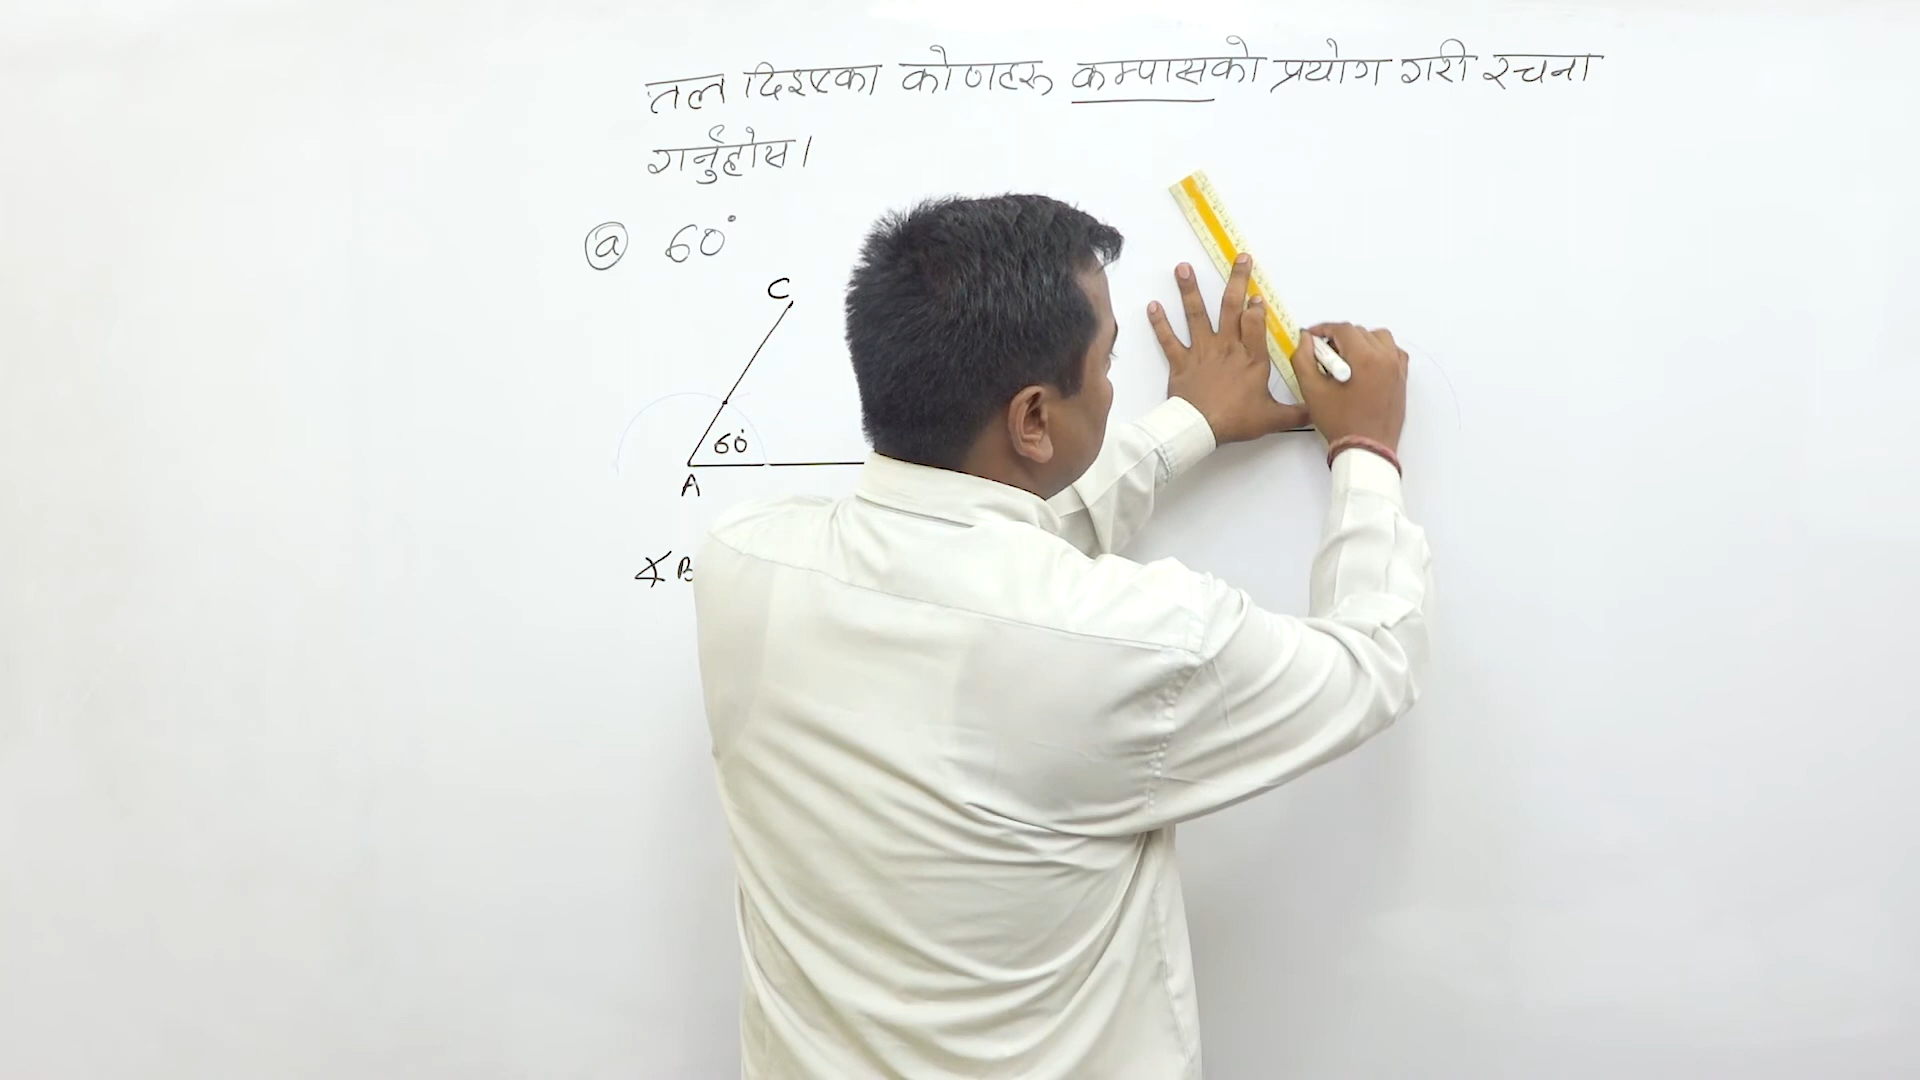 तल दिइएका कोणहरू कम्पासको प्रयोग गरी रचना
गर्नुहोस।
ⓐ 60°
C
60°
A
∡B